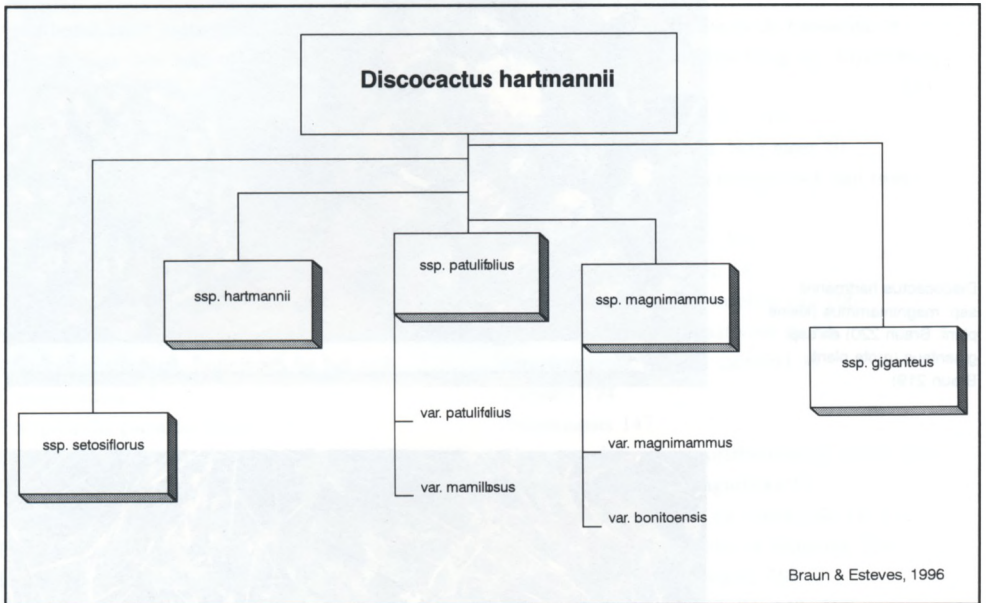 Discocactus hartmannii
ssp. patulifolius
ssp. hartmannii
ssp. magnimammus
ssp. giganteus
ssp. setosiflorus
var. patulifolius
var. mamillosus
var. magnimammus
var. bonitoensis
Braun & Esteves, 1996